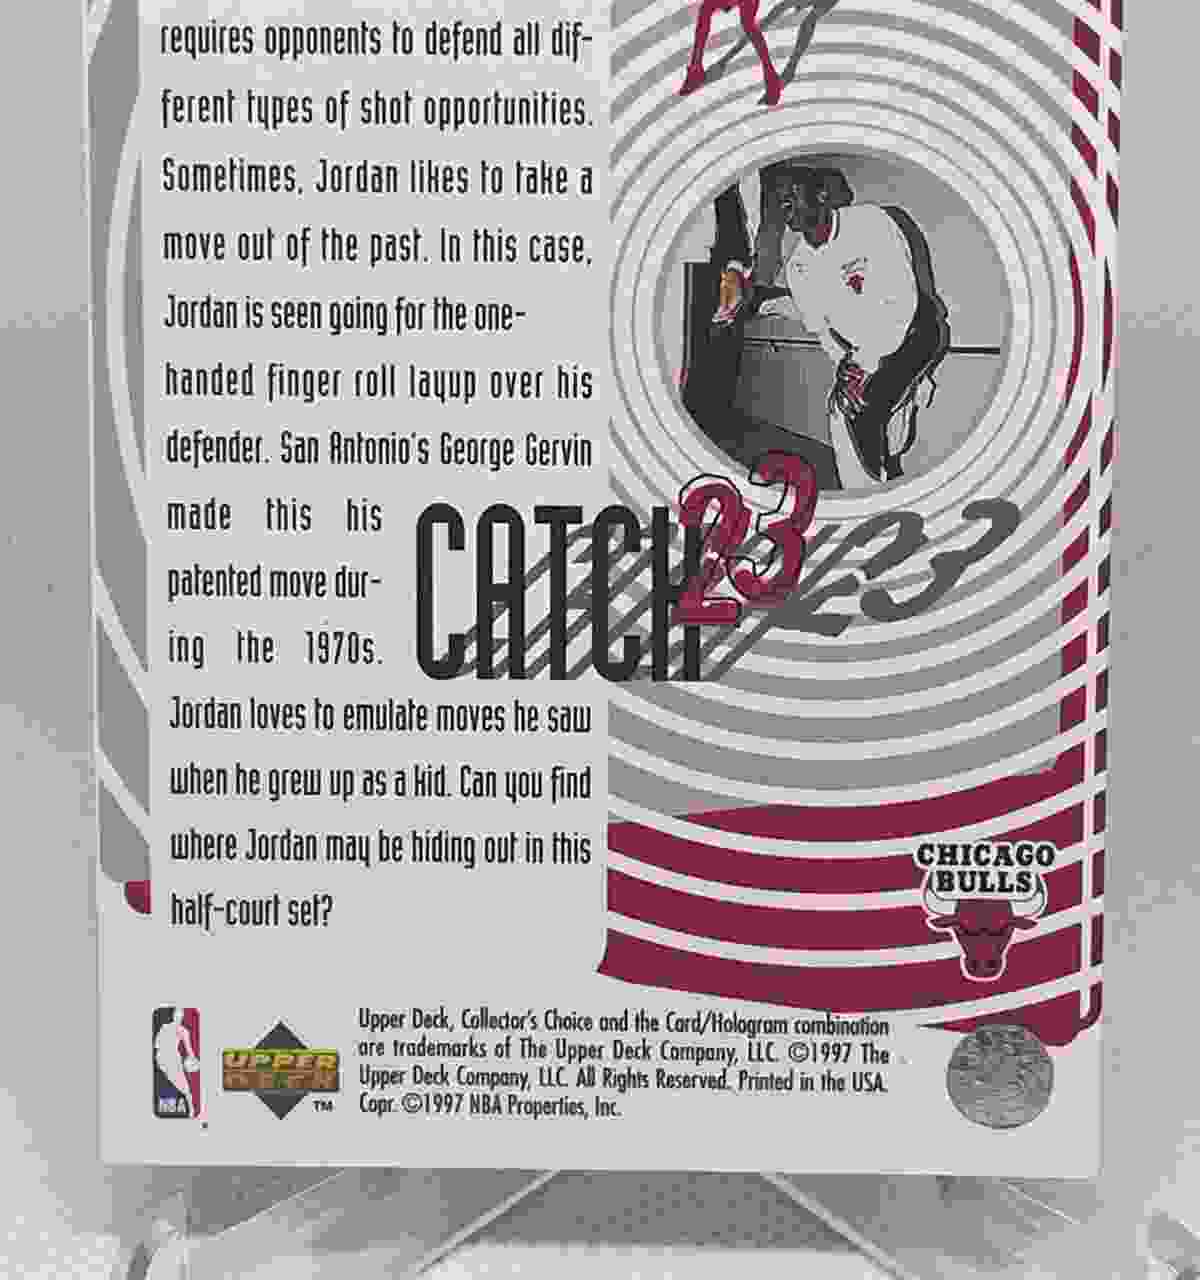 requires opponents to defend all dif-
ferent types of shot opportunities.
Sometimes, Jordan likes to take a
move out of the past. In this case,
Jordan is seen going for the one-
handed finger roll layup over his
defender. San Antonio's George Gervin
made this his
patented move dur-
ing the 1970s.
Jordan loves to emulate moves he saw
when he grew up as a kid. Can you find
where Jordan may be hiding out in this
half-court set?
CATCH
23
23
CHICAGO
BULLS
NBA
UPPER
DECK
™
Upper Deck, Collector's Choice and the Card/Hologram combination
are trademarks of The Upper Deck Company, LLC. ©1997 The
Upper Deck Company, LLC. All Rights Reserved. Printed in the USA.
Copr. ©1997 NBA Properties, Inc.